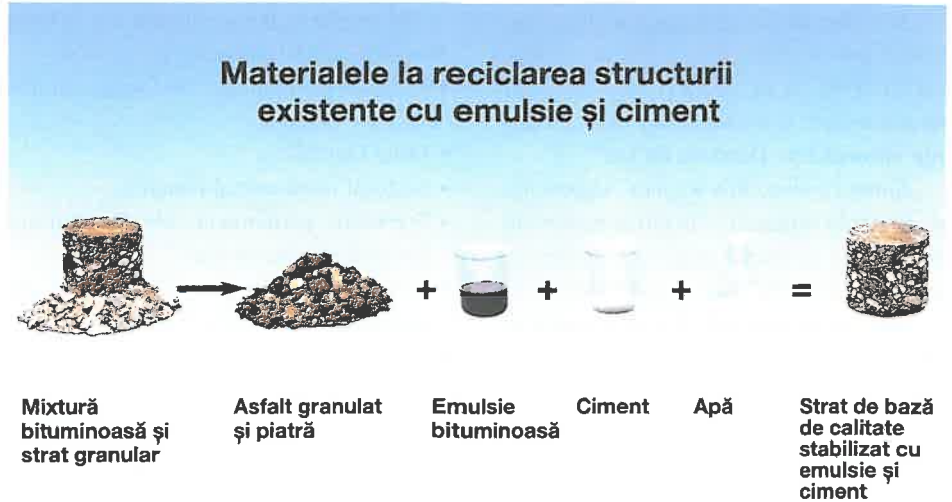 Materialele la reciclarea structurii
existente cu emulsie și ciment
+ + + =
Mixtură
bituminoasă și
strat granular
Asfalt granulat
și piatră
Emulsie
bituminoasă
Ciment
Apă
Strat de bază
de calitate
stabilizat cu
emulsie și
ciment